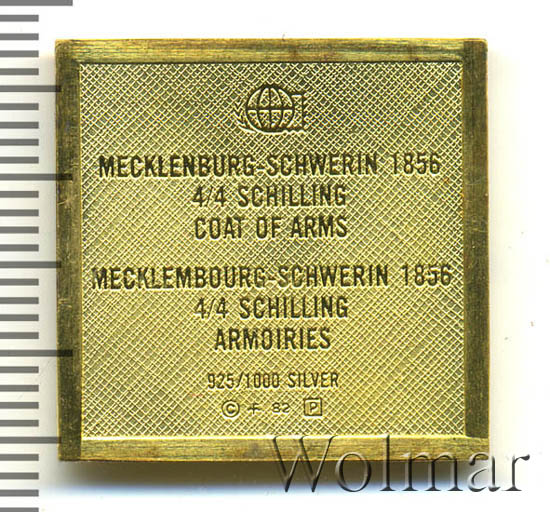 MECKLENBURG-SCHWERIN 1856
4/4 SCHILLING
COAT OF ARMS
MECKLEMBOURG-SCHWERIN 1856
4/4 SCHILLING
ARMOIRIES
925/1000 SILVER
© 82 P
Wolmar